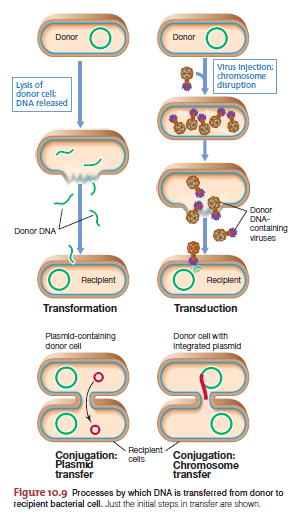 Donor
Donor
Lysis of
donor cell;
DNA released
Virus injection;
chromosome
disruption
Donor DNA
Donor
DNA-
containing
viruses
Recipient
Recipient
Transformation
Transduction
Plasmid-containing
donor cell
Donor cell with
integrated plasmid
Recipient
cells
Conjugation:
Plasmid
transfer
Conjugation:
Chromosome
transfer
Figure 10.9 Processes by which DNA is transferred from donor to
recipient bacterial cell. Just the initial steps in transfer are shown.